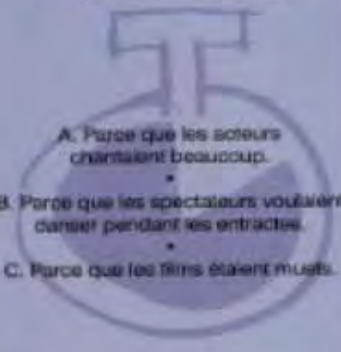 A. Parce que les acteurs
chantaient beaucoup.
•
B. Parce que les spectateurs voulaient
danser pendant les entractes.
•
C. Parce que les films étaient muets.